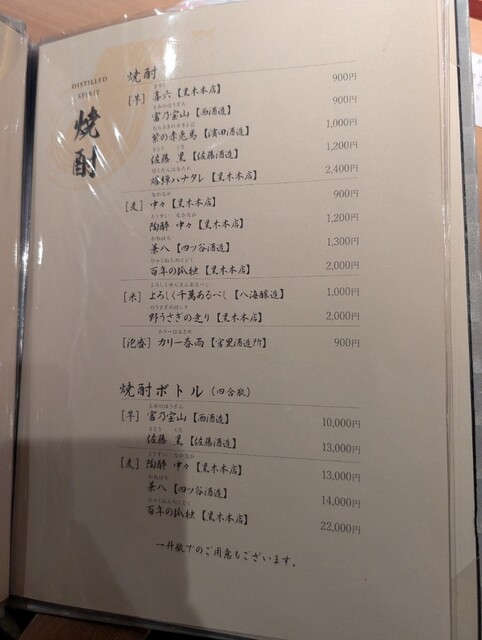 DISTILLED
SPIRIT
焼酎
焼酎
[芋] 喜六【黒木本店】 900円
富乃宝山【西酒造】 900円
紫の赤兎馬【濱田酒造】 1,000円
佐藤 黒【佐藤酒造】 1,200円
爆弾ハナタレ【黒木本店】 2,400円
[麦] 中々【黒木本店】 900円
陶酔 中々【黒木本店】 1,200円
兼八【四ツ谷酒造】 1,300円
百年の孤独【黒木本店】 2,000円
[米] よろしく千萬あるべし【八海醸造】 1,000円
野うさぎの走り【黒木本店】 2,000円
[泡盛] カリー春雨【宮里酒造所】 900円
焼酎ボトル(四合瓶)
[芋] 富乃宝山【西酒造】 10,000円
佐藤 黒【佐藤酒造】 13,000円
[麦] 陶酔 中々【黒木本店】 13,000円
兼八【四ツ谷酒造】 14,000円
百年の孤独【黒木本店】 22,000円
一升瓶でのご用意もございます。